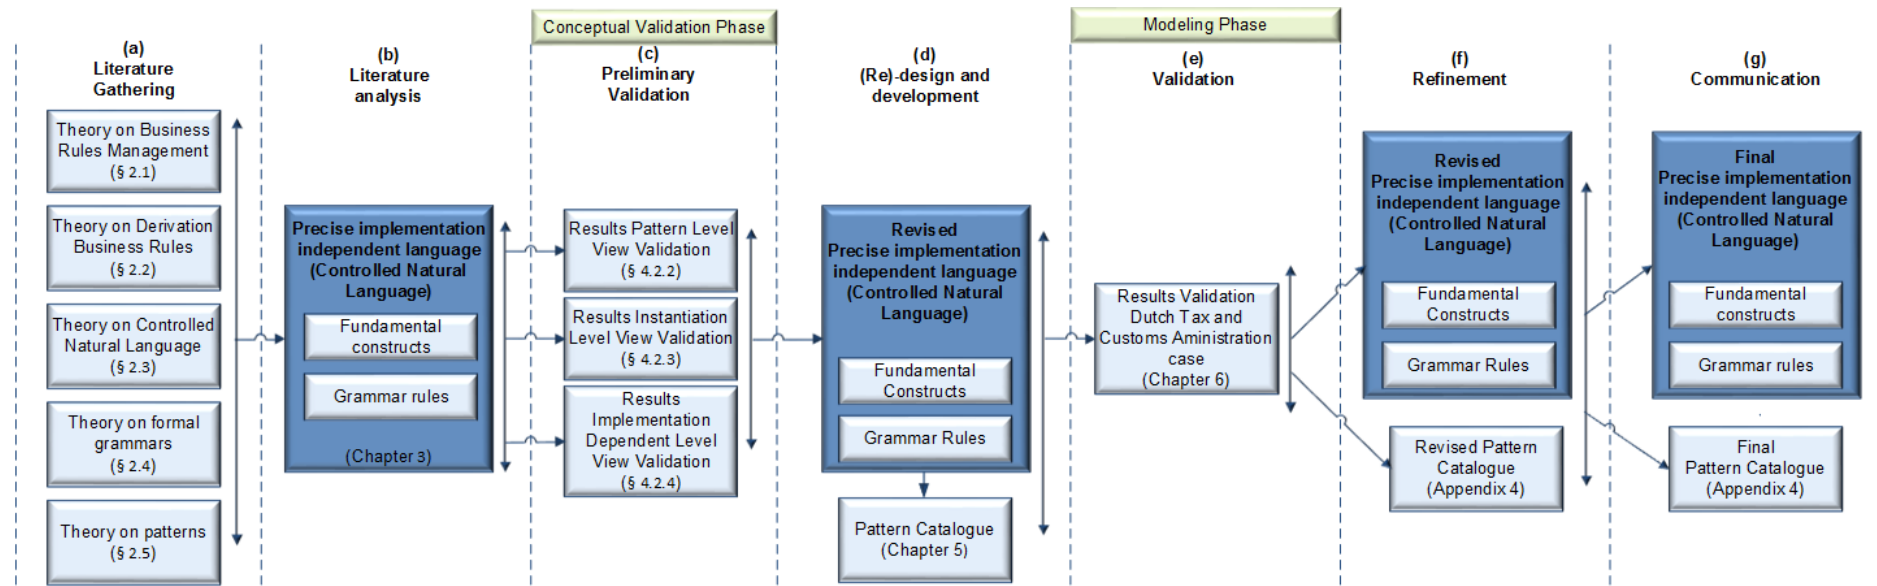 Conceptual Validation Phase
Modeling Phase
(a)
Literature
Gathering
Theory on Business
Rules Management
(§ 2.1)
Theory on Derivation
Business Rules
(§ 2.2)
Theory on Controlled
Natural Language
(§ 2.3)
Theory on formal
grammars
(§ 2.4)
Theory on patterns
(§ 2.5)
(b)
Literature
analysis
Precise implementation
independent language
(Controlled Natural
Language)
Fundamental
constructs
Grammar rules
(Chapter 3)
(c)
Preliminary
Validation
Results Pattern Level
View Validation
(§ 4.2.2)
Results Instantiation
Level View Validation
(§ 4.2.3)
Results
Implementation
Dependent Level
View Validation
(§ 4.2.4)
(d)
(Re)-design and
development
Revised
Precise implementation
independent language
(Controlled Natural
Language)
Fundamental
Constructs
Grammar Rules
Pattern Catalogue
(Chapter 5)
(e)
Validation
Results Validation
Dutch Tax and
Customs Aministration
case
(Chapter 6)
(f)
Refinement
Revised
Precise implementation
independent language
(Controlled Natural
Language)
Fundamental
Constructs
Grammar Rules
Revised Pattern
Catalogue
(Appendix 4)
(g)
Communication
Final
Precise implementation
independent language
(Controlled Natural
Language)
Fundamental
Constructs
Grammar rules
Final
Pattern Catalogue
(Appendix 4)